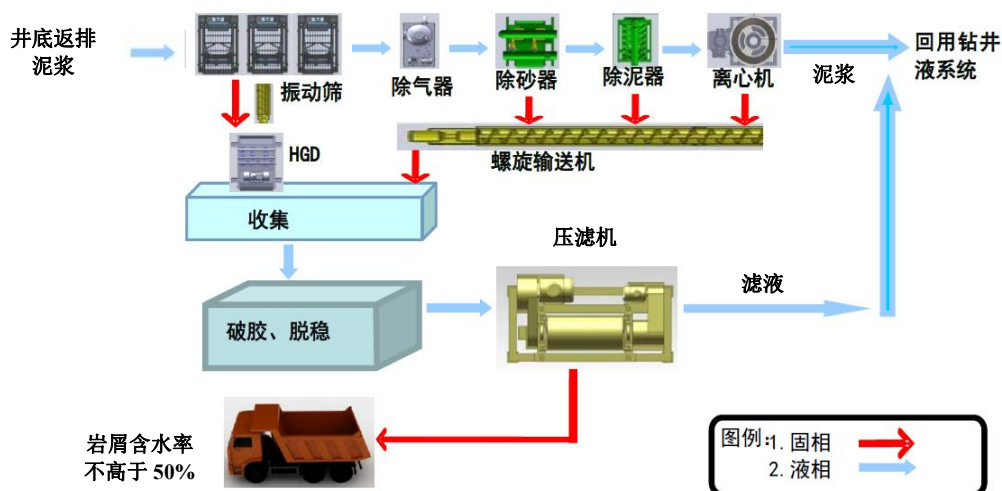 井底返排
泥浆
振动筛
除气器
除砂器
除泥器
离心机
泥浆
回用钻井
液系统
HGD
螺旋输送机
收集
压滤机
破胶、脱稳
滤液
岩屑含水率
不高于 50%
图例:1. 固相
2. 液相